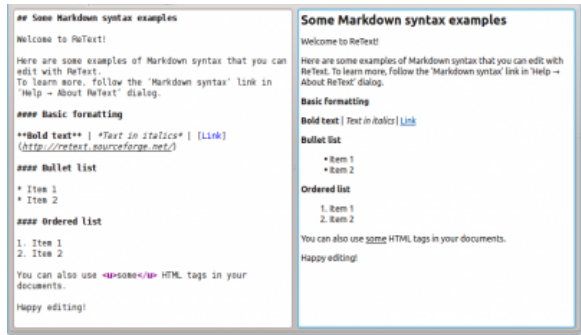 ## Some Markdown syntax examples
Welcome to ReText!
Here are some examples of Markdown syntax that you can
edit with ReText.
To learn more, follow the 'Markdown syntax' link in
'Help → About ReText' dialog.
#### Basic formatting
**Bold text** | *Text in italics* | [Link]
(http://retext.sourceforge.net/)
#### Bullet list
* Item 1
* Item 2
#### Ordered list
1. Item 1
2. Item 2
You can also use <u>some</u> HTML tags in your
documents.
Happy editing!
Some Markdown syntax examples
Welcome to ReText!
Here are some examples of Markdown syntax that you can edit with
ReText. To learn more, follow the 'Markdown syntax' link in 'Help →
About ReText' dialog.
Basic formatting
Bold text | Text in italics | Link
Bullet list
• Item 1
• Item 2
Ordered list
1. Item 1
2. Item 2
You can also use some HTML tags in your documents.
Happy editing!